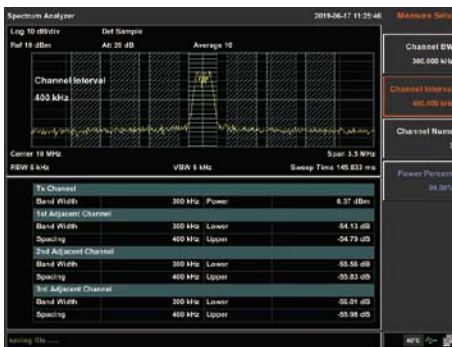 Spectrum Analyzer 2019-06-17 11:25:46 Measure Setup
Log 10 dB/div Det Sample
Ref 10 dBm Att 20 dB Average 10
Channel BW
300.000 kHz
Channel Interval
400 kHz
Channel Interval
400.000 kHz
Channel Nume
3
Center 10 MHz Span 3.5 MHz
RBW 5 kHz VBW 5 kHz Sweep Time 145.833 ms
Power Percent
Tx Channel
Band Width 300 kHz Power 0.37 dBm
1st Adjacent Channel
Band Width 300 kHz Lower -54.13 dB
Spacing 400 kHz Upper -54.79 dB
2nd Adjacent Channel
Band Width 300 kHz Lower -55.56 dB
Spacing 400 kHz Upper -55.83 dB
3rd Adjacent Channel
Band Width 300 kHz Lower -56.01 dB
Spacing 400 kHz Upper -55.95 dB
saving file......